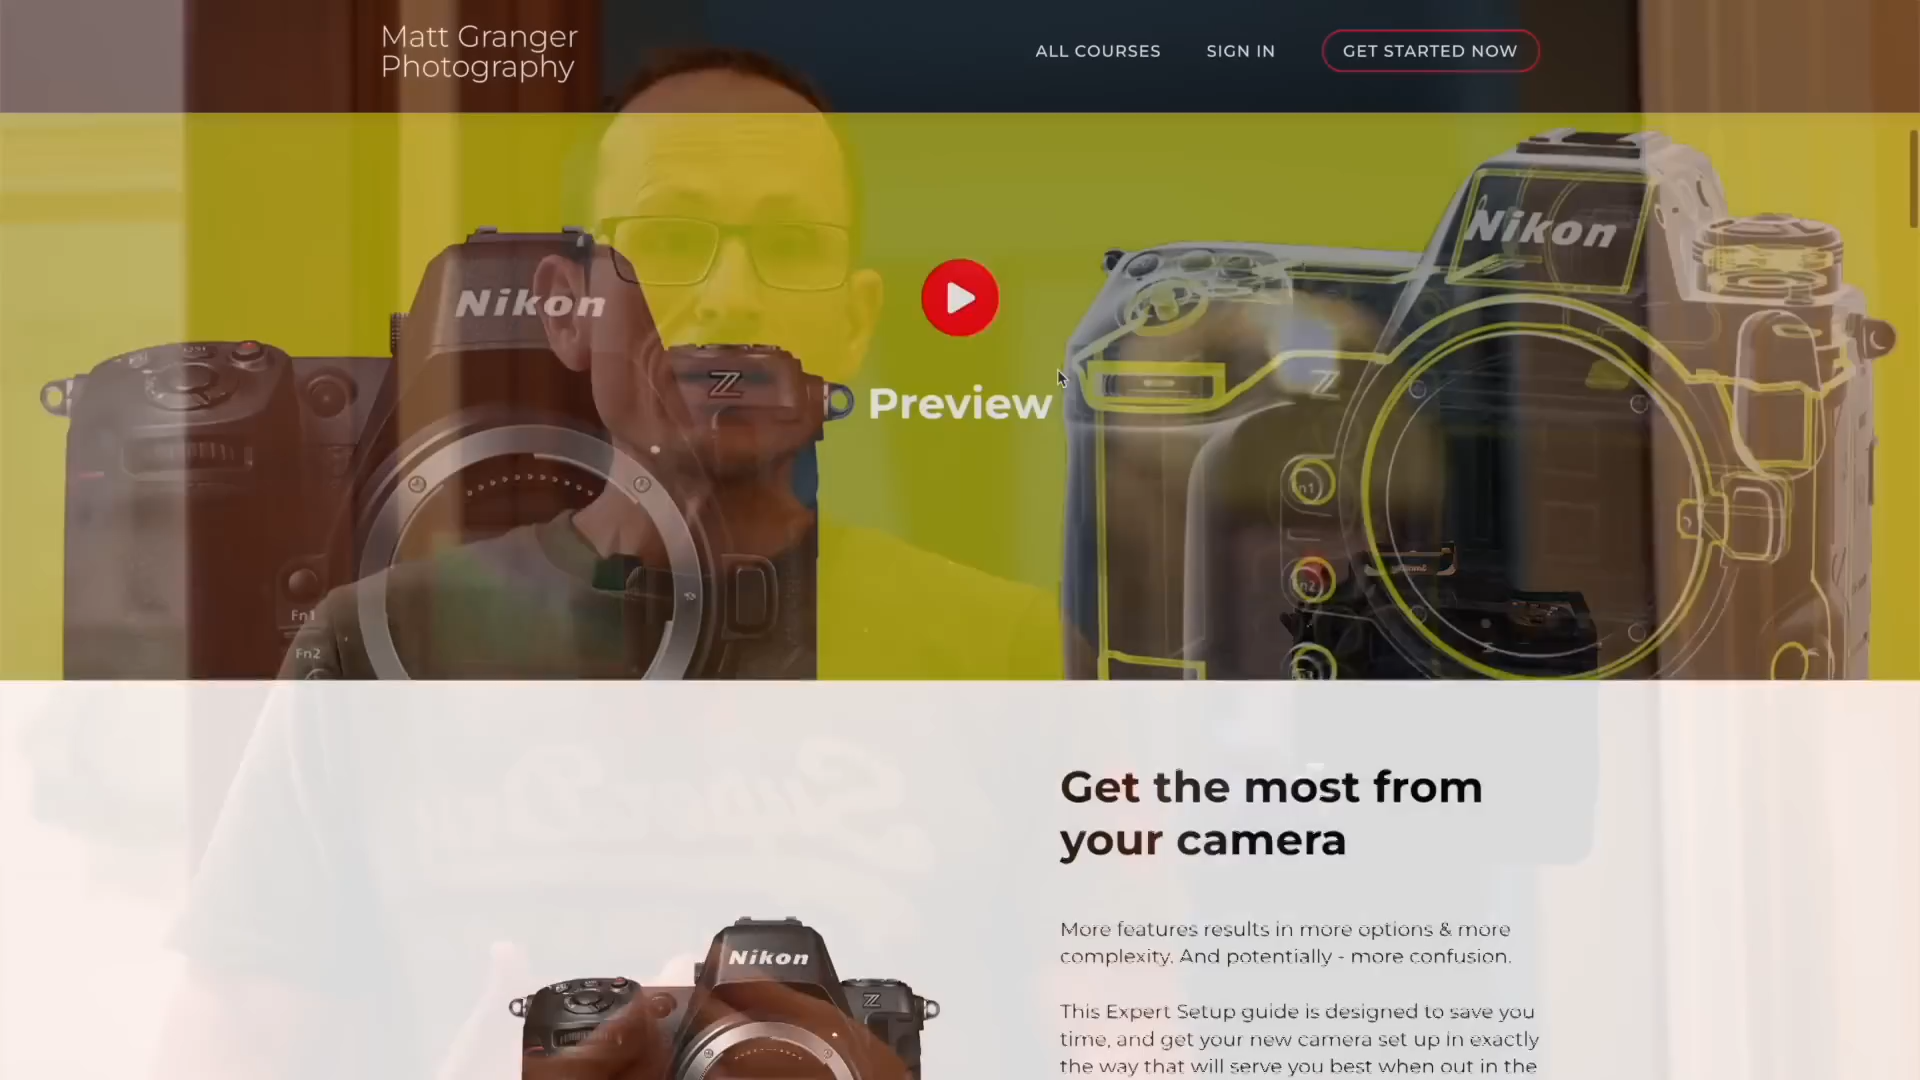 Matt Granger
Photography
ALL COURSES
SIGN IN
GET STARTED NOW
Nikon
Z
Fn1
Fn2
Preview
Nikon
Z
Fn1
Fn2
Get the most from
your camera
More features results in more options & more
complexity. And potentially - more confusion.
This Expert Setup guide is designed to save you
time, and get your new camera set up in exactly
the way that will serve you best when out in the
Nikon
Z